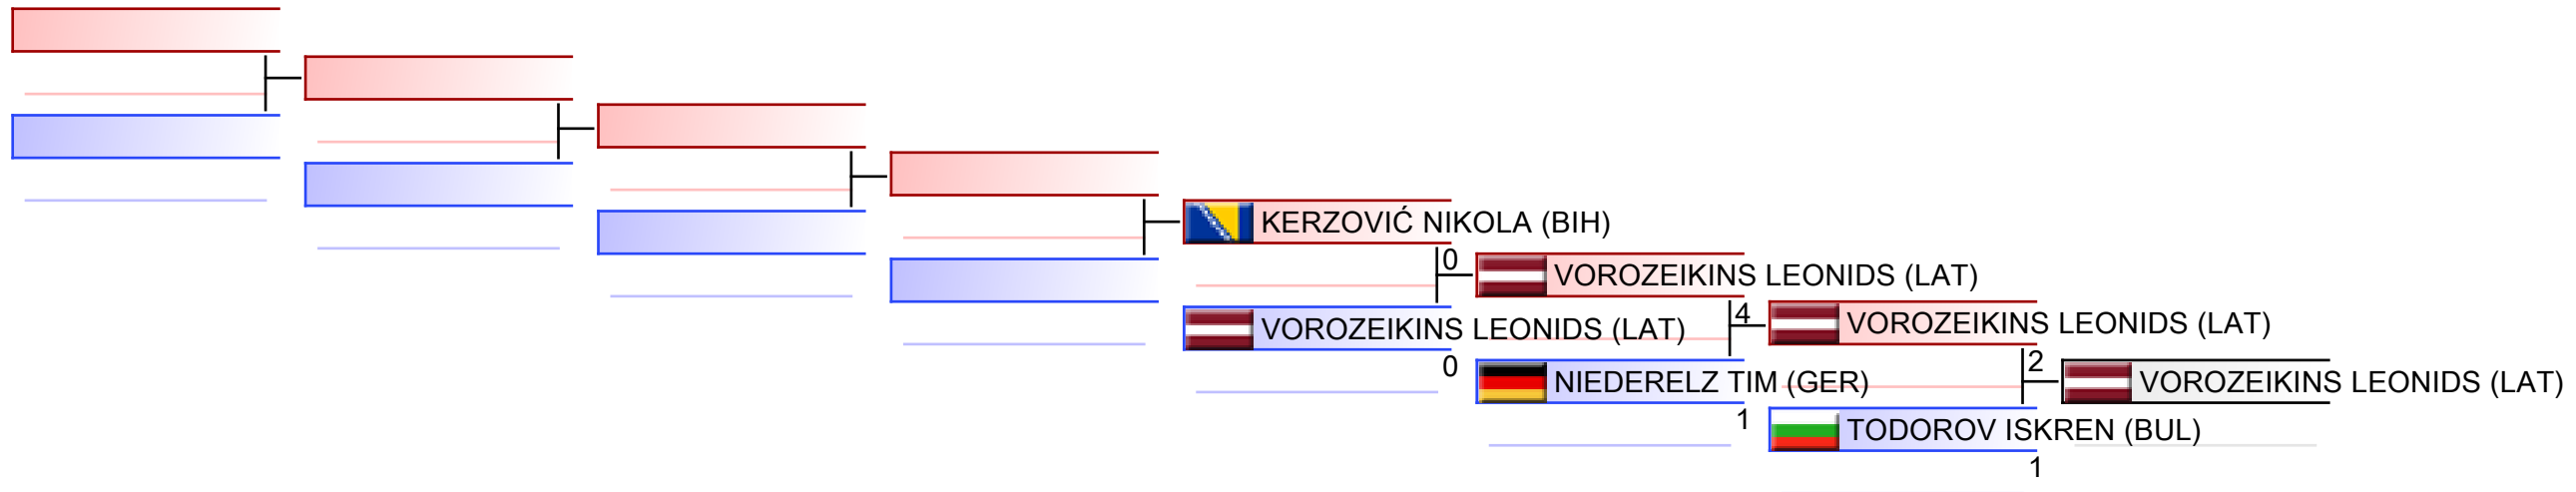 KERZOVIĆ NIKOLA (BIH)
0
VOROZEIKINS LEONIDS (LAT)
VOROZEIKINS LEONIDS (LAT)
4
VOROZEIKINS LEONIDS (LAT)
0
2
NIEDERELZ TIM (GER)
VOROZEIKINS LEONIDS (LAT)
1
TODOROV ISKREN (BUL)
1